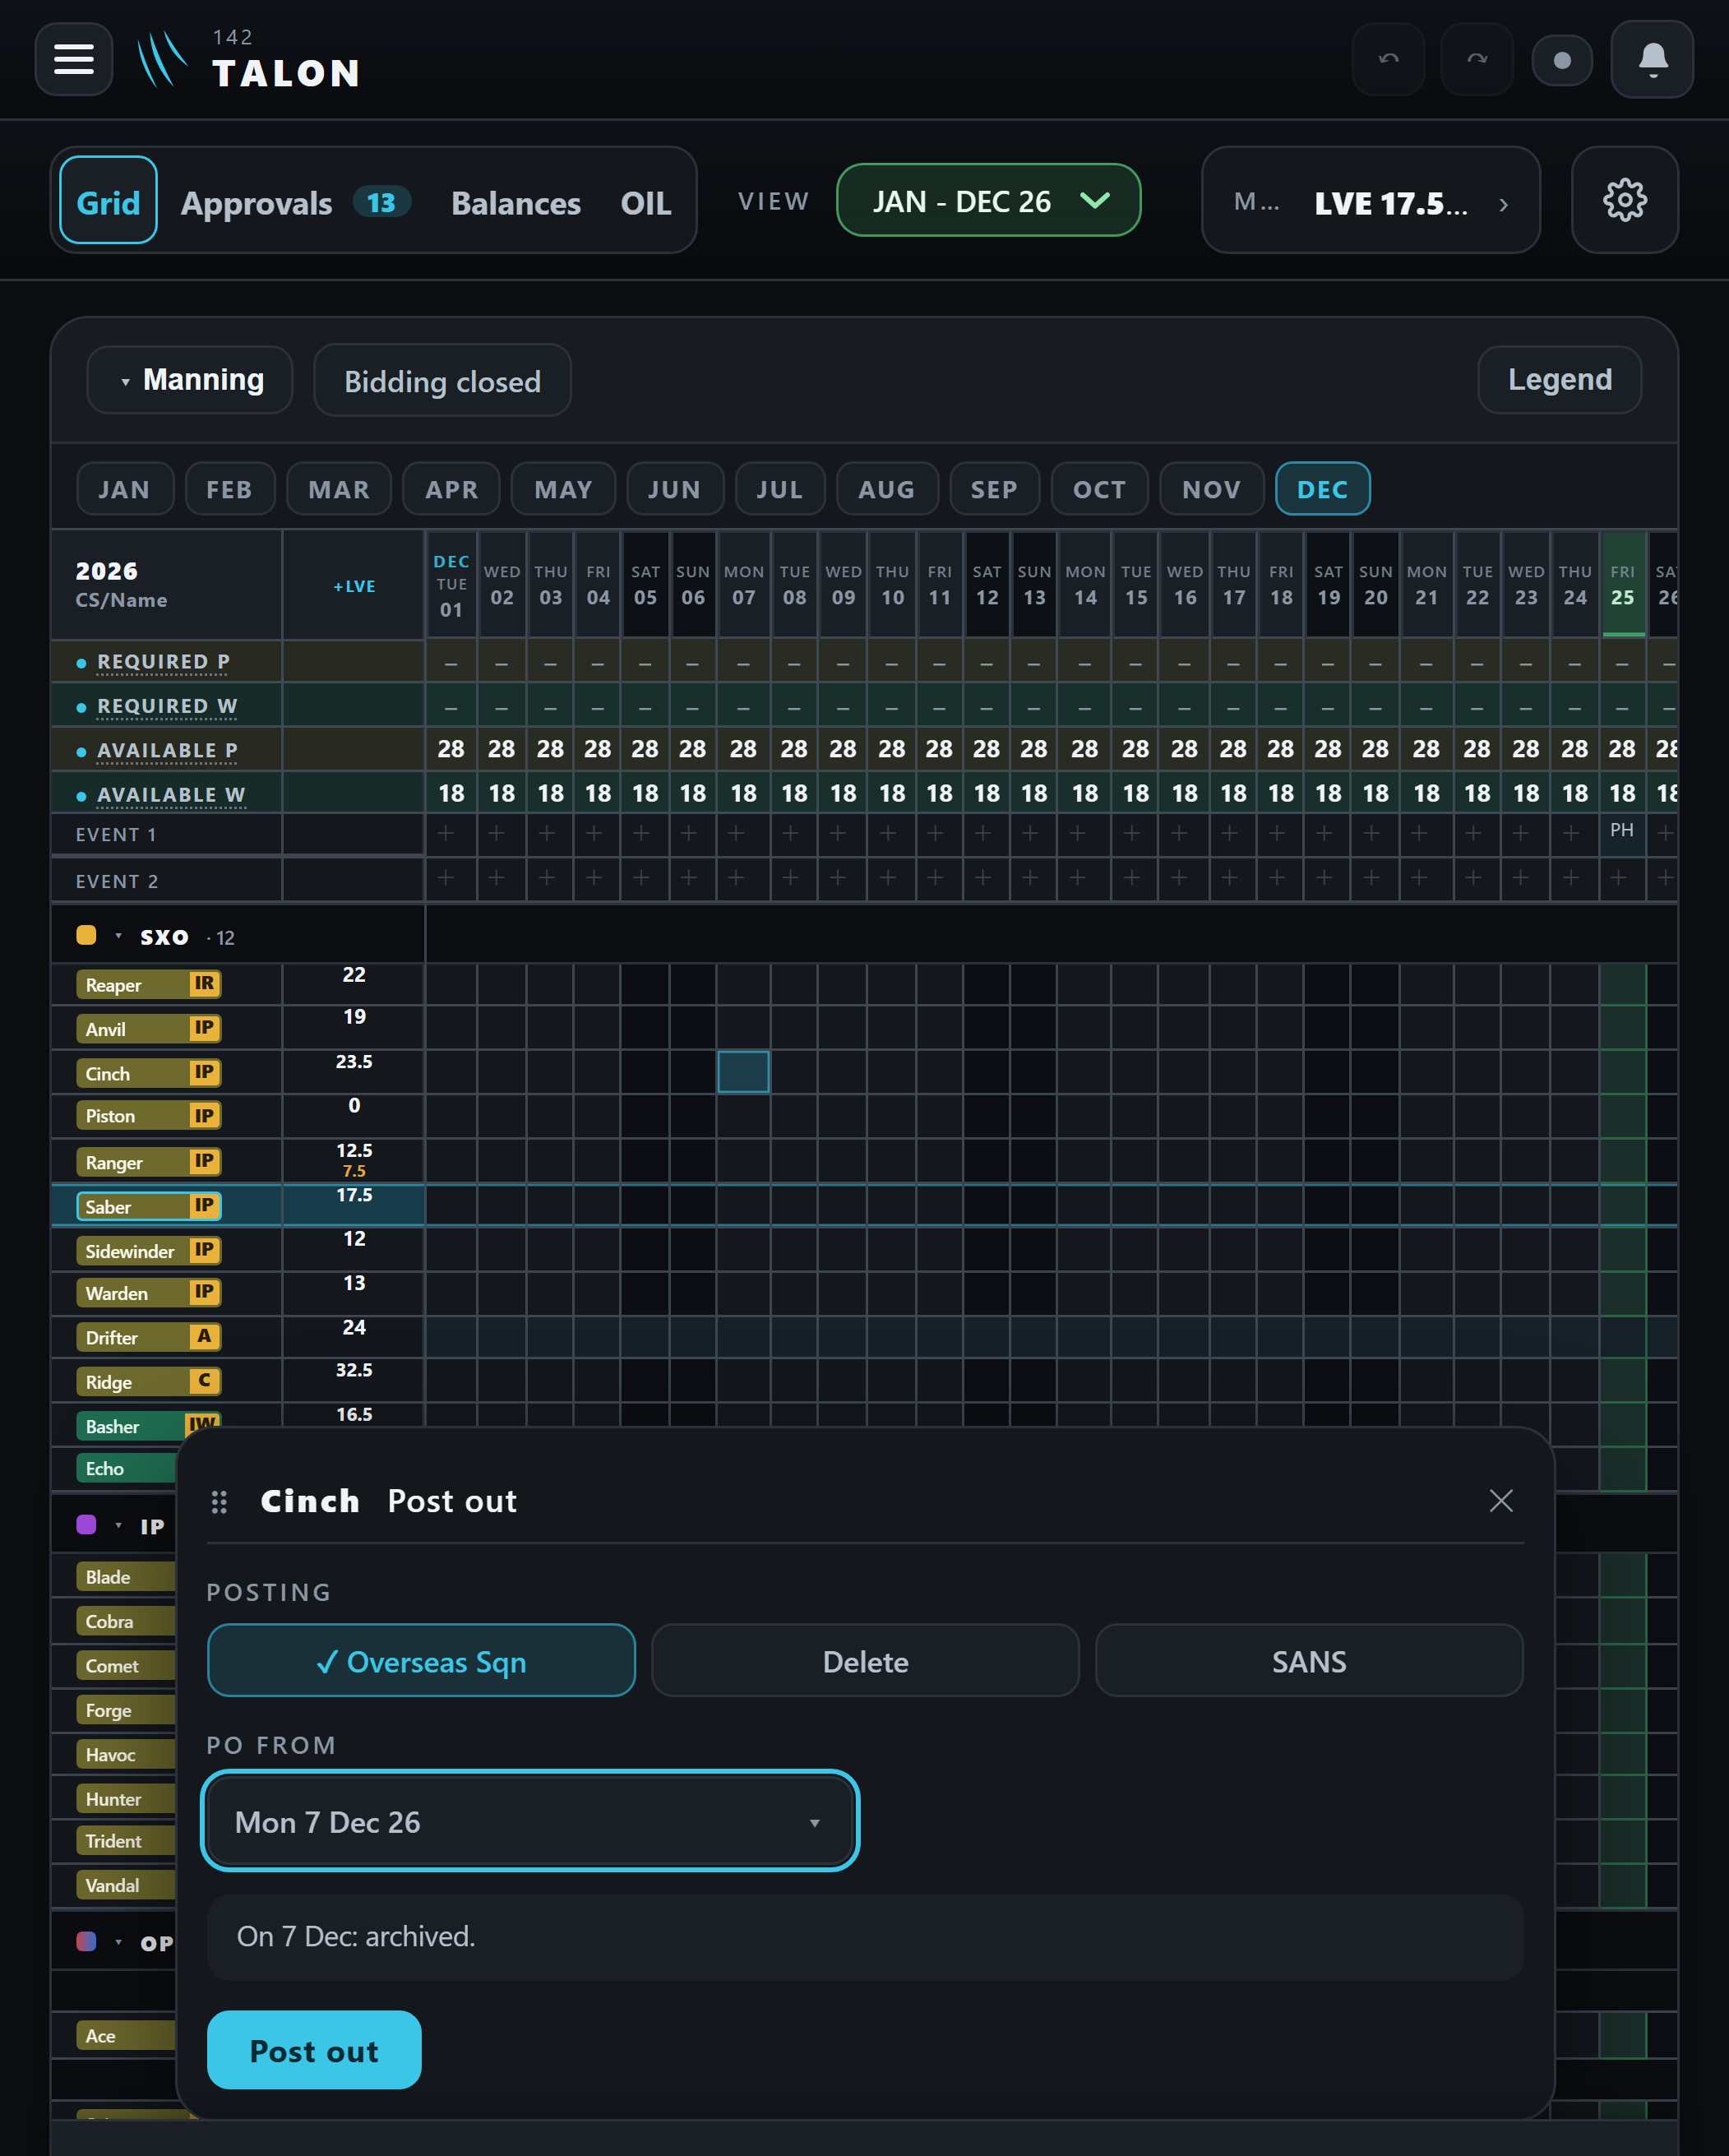 142
TALON
Grid Approvals 13 Balances OIL VIEW JAN - DEC 26 M... LVE 17.5... ›
Manning Bidding closed Legend
JAN FEB MAR APR MAY JUN JUL AUG SEP OCT NOV DEC
2026
CS/Name
+LVE
DEC
TUE WED THU FRI SAT SUN MON TUE WED THU FRI SAT SUN MON TUE WED THU FRI SAT SUN MON TUE WED THU FRI
01 02 03 04 05 06 07 08 09 10 11 12 13 14 15 16 17 18 19 20 21 22 23 24 25
REQUIRED P – – – – – – – – – – – – – – – – – – – – – – – – – –
REQUIRED W – – – – – – – – – – – – – – – – – – – – – – – – – –
AVAILABLE P 28 28 28 28 28 28 28 28 28 28 28 28 28 28 28 28 28 28 28 28 28 28 28 28 28 28
AVAILABLE W 18 18 18 18 18 18 18 18 18 18 18 18 18 18 18 18 18 18 18 18 18 18 18 18 18 18
EVENT 1 + + + + + + + + + + + + + + + + + + + + + + + + PH +
EVENT 2 + + + + + + + + + + + + + + + + + + + + + + + + + +
SXO · 12
Reaper IR 22
Anvil IP 19
Cinch IP 23.5
Piston IP 0
Ranger IP 12.5
7.5
Saber IP 17.5
Sidewinder IP 12
Warden IP 13
Drifter A 24
Ridge C 32.5
Basher IW 16.5
Echo
IP
Blade
Cobra
Comet
Forge
Havoc
Hunter
Trident
Vandal
OP
Ace
Cinch Post out
POSTING
✓ Overseas Sqn Delete SANS
PO FROM
Mon 7 Dec 26
On 7 Dec: archived.
Post out